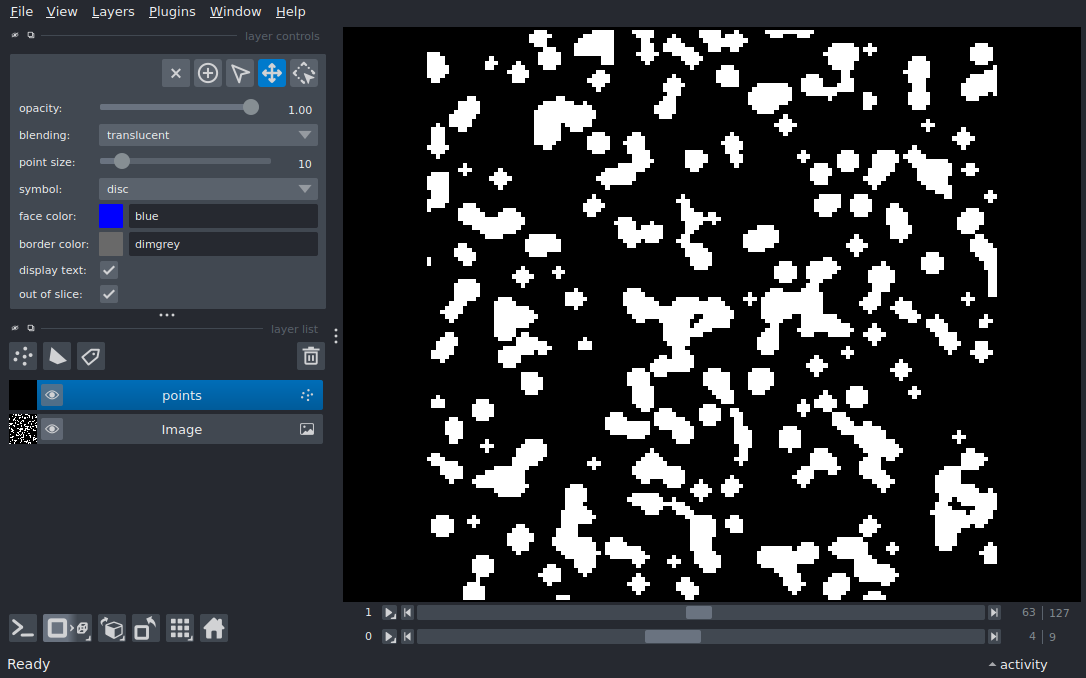 File View Layers Plugins Window Help
layer controls
opacity: 1.00
blending: translucent
point size: 10
symbol: disc
face color: blue
border color: dimgrey
display text:
out of slice:
layer list
points
Image
1 63 127
0 4 9
Ready activity